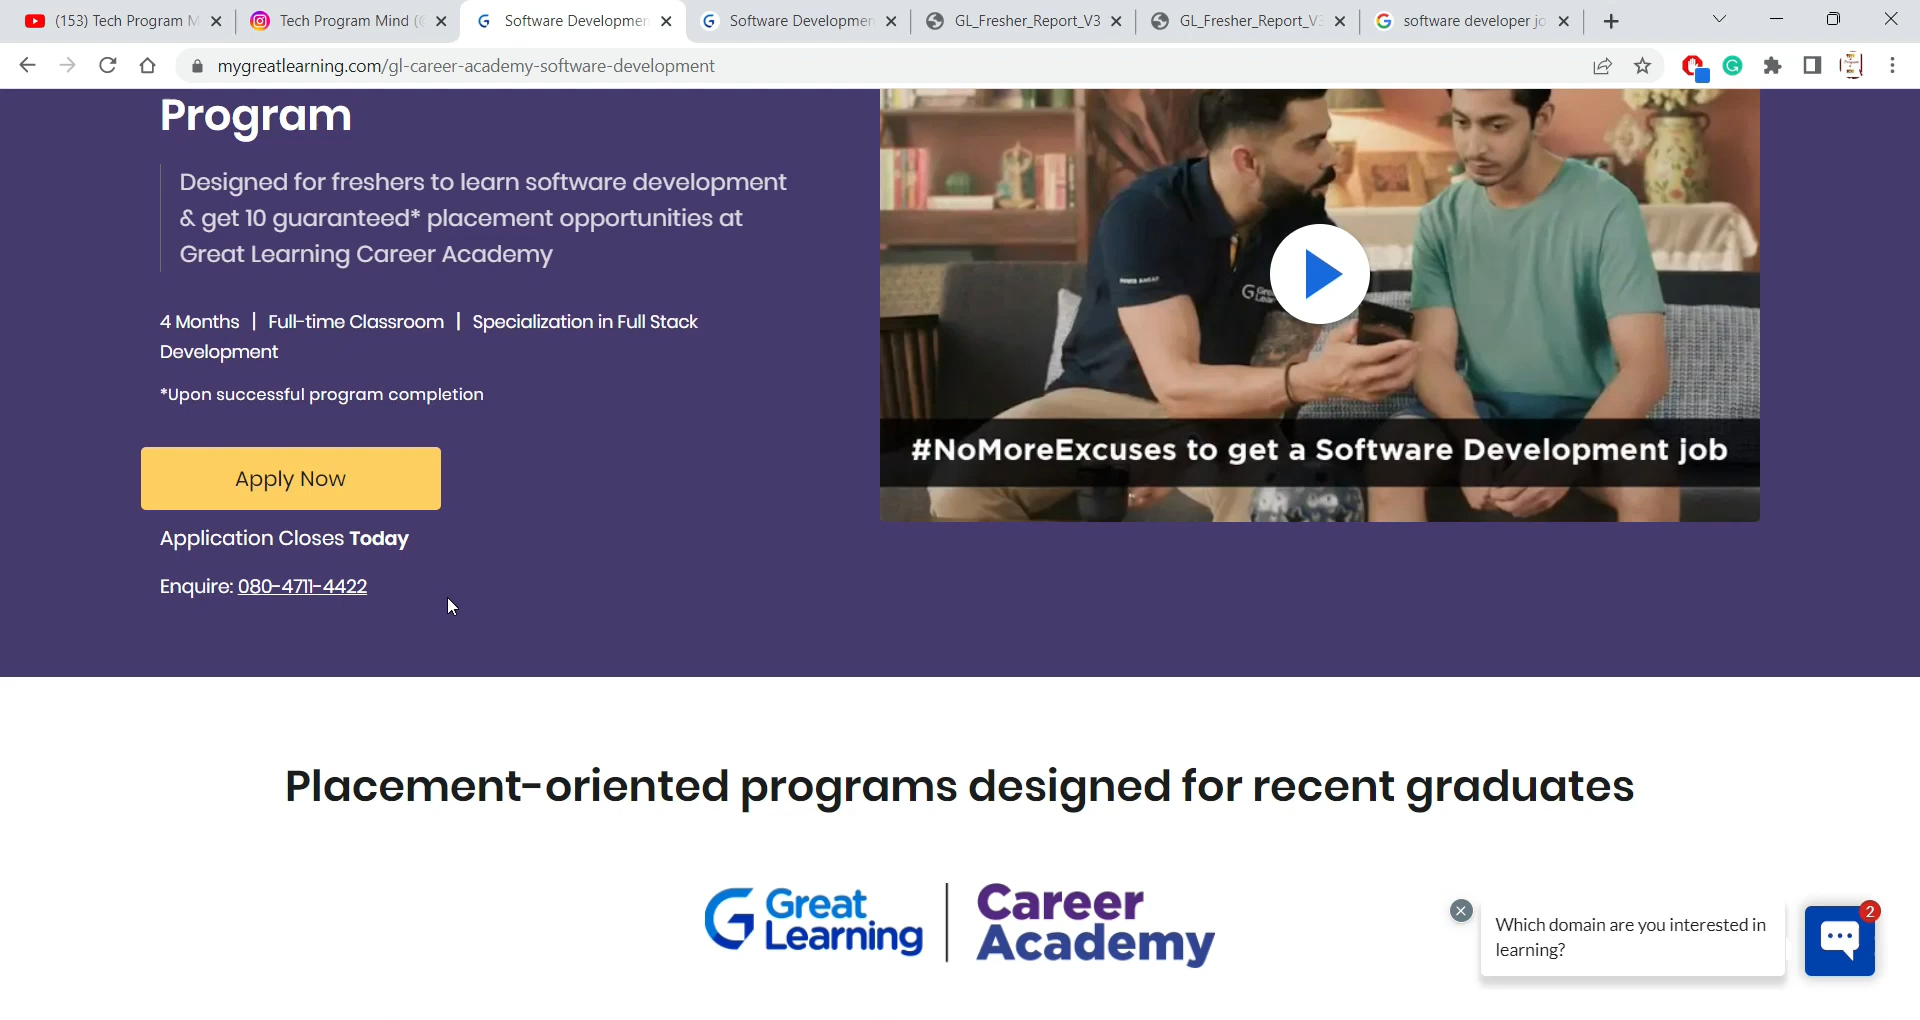 (153) Tech Program M
Tech Program Mind (
Software Developmen
Software Developmen
GL_Fresher_Report_V3
GL_Fresher_Report_V3
software developer jo
mygreatlearning.com/gl-career-academy-software-development
Program
Designed for freshers to learn software development
& get 10 guaranteed* placement opportunities at
Great Learning Career Academy
4 Months | Full-time Classroom | Specialization in Full Stack
Development
*Upon successful program completion
Apply Now
Application Closes Today
Enquire: 080-4711-4422
#NoMoreExcuses to get a Software Development job
Placement-oriented programs designed for recent graduates
Great
Learning
Career
Academy
Which domain are you interested in
learning?
2